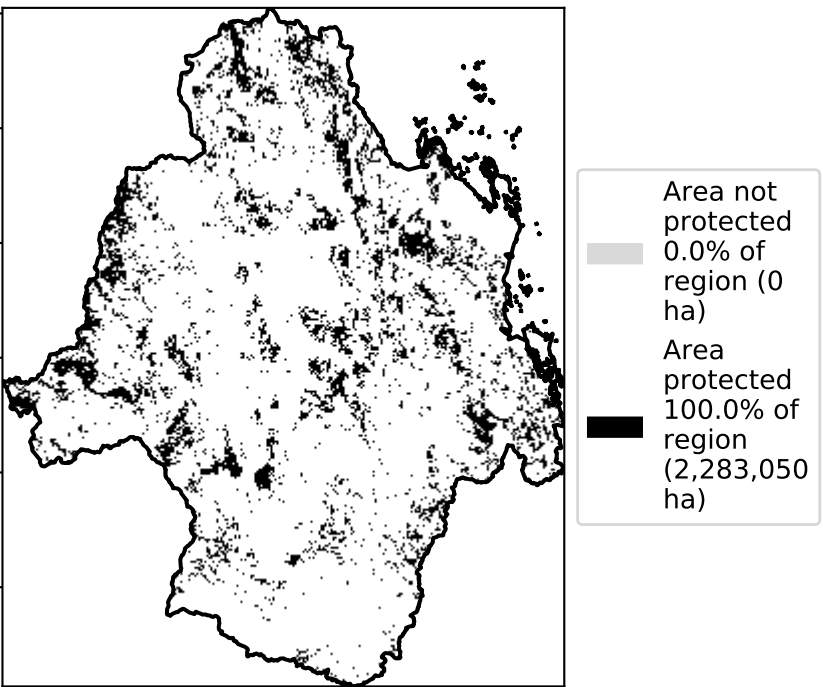 Area not
protected
0.0% of
region (0
ha)
Area
protected
100.0% of
region
(2,283,050
ha)